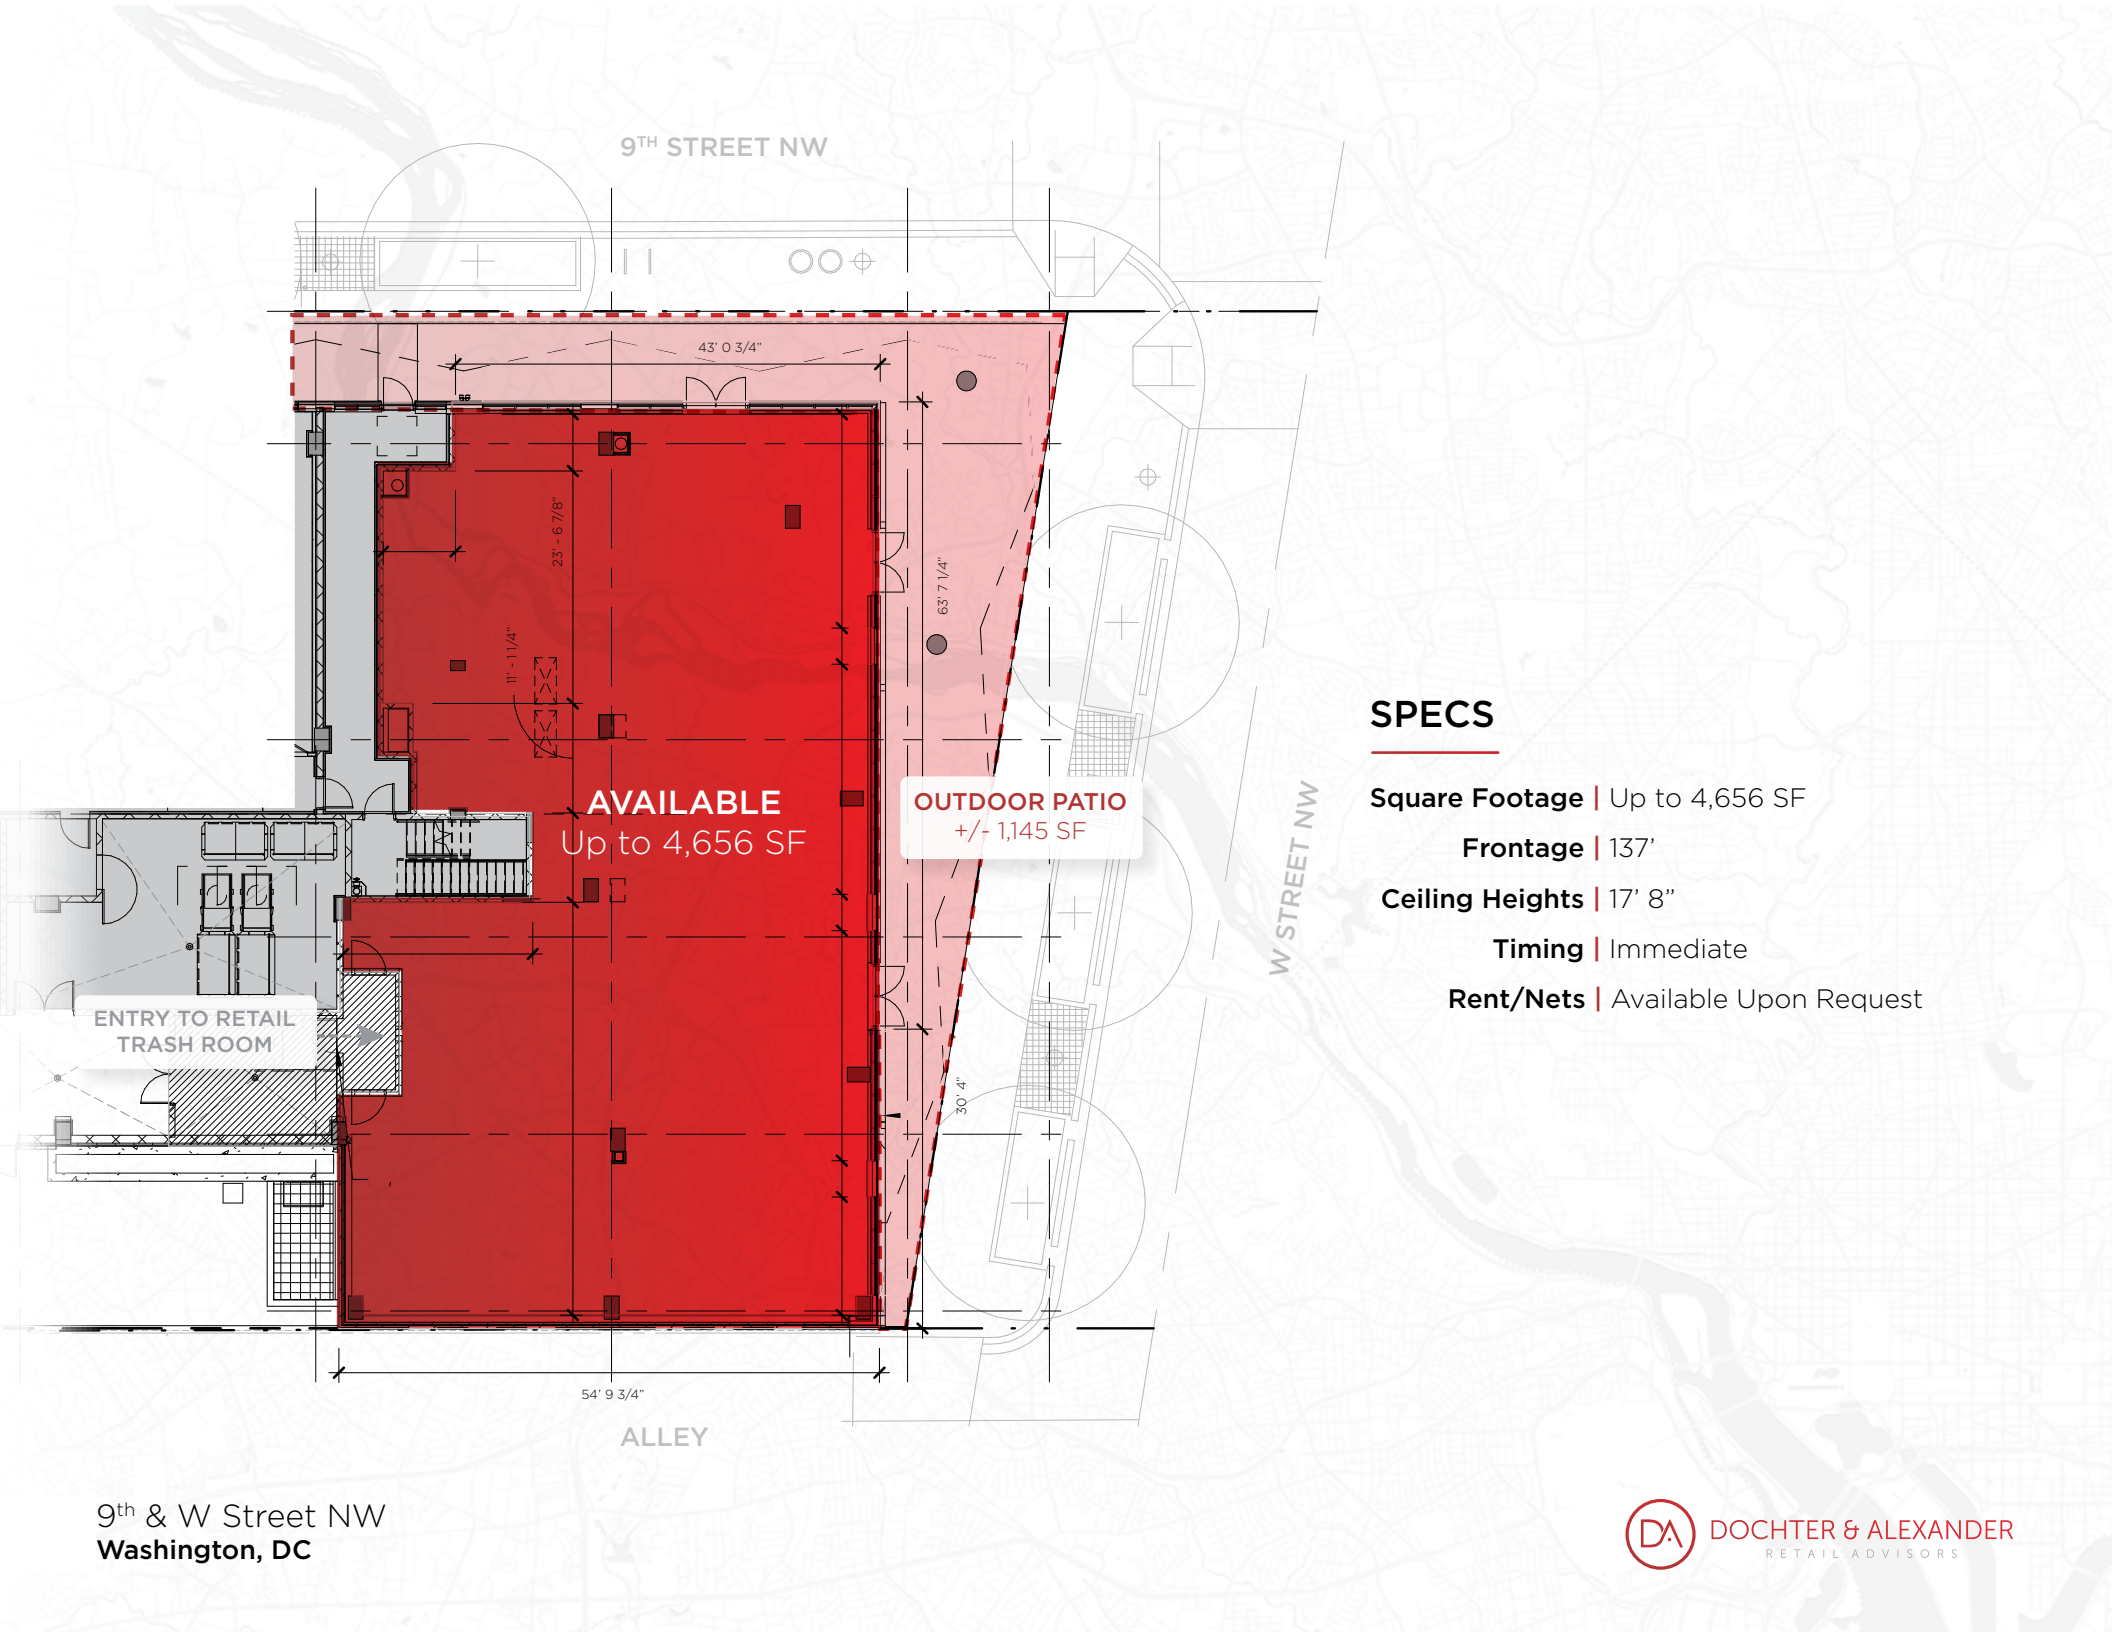 9TH STREET NW
43' 0 3/4"
23' - 6 7/8"
63' 7 1/4"
11' - 1 1/4"
AVAILABLE
Up to 4,656 SF
OUTDOOR PATIO
+/- 1,145 SF
W STREET NW
ENTRY TO RETAIL
TRASH ROOM
30' 4"
54' 9 3/4"
ALLEY
SPECS
Square Footage | Up to 4,656 SF
Frontage | 137'
Ceiling Heights | 17' 8"
Timing | Immediate
Rent/Nets | Available Upon Request
9th & W Street NW
Washington, DC
DA
DOCHTER & ALEXANDER
RETAIL ADVISORS